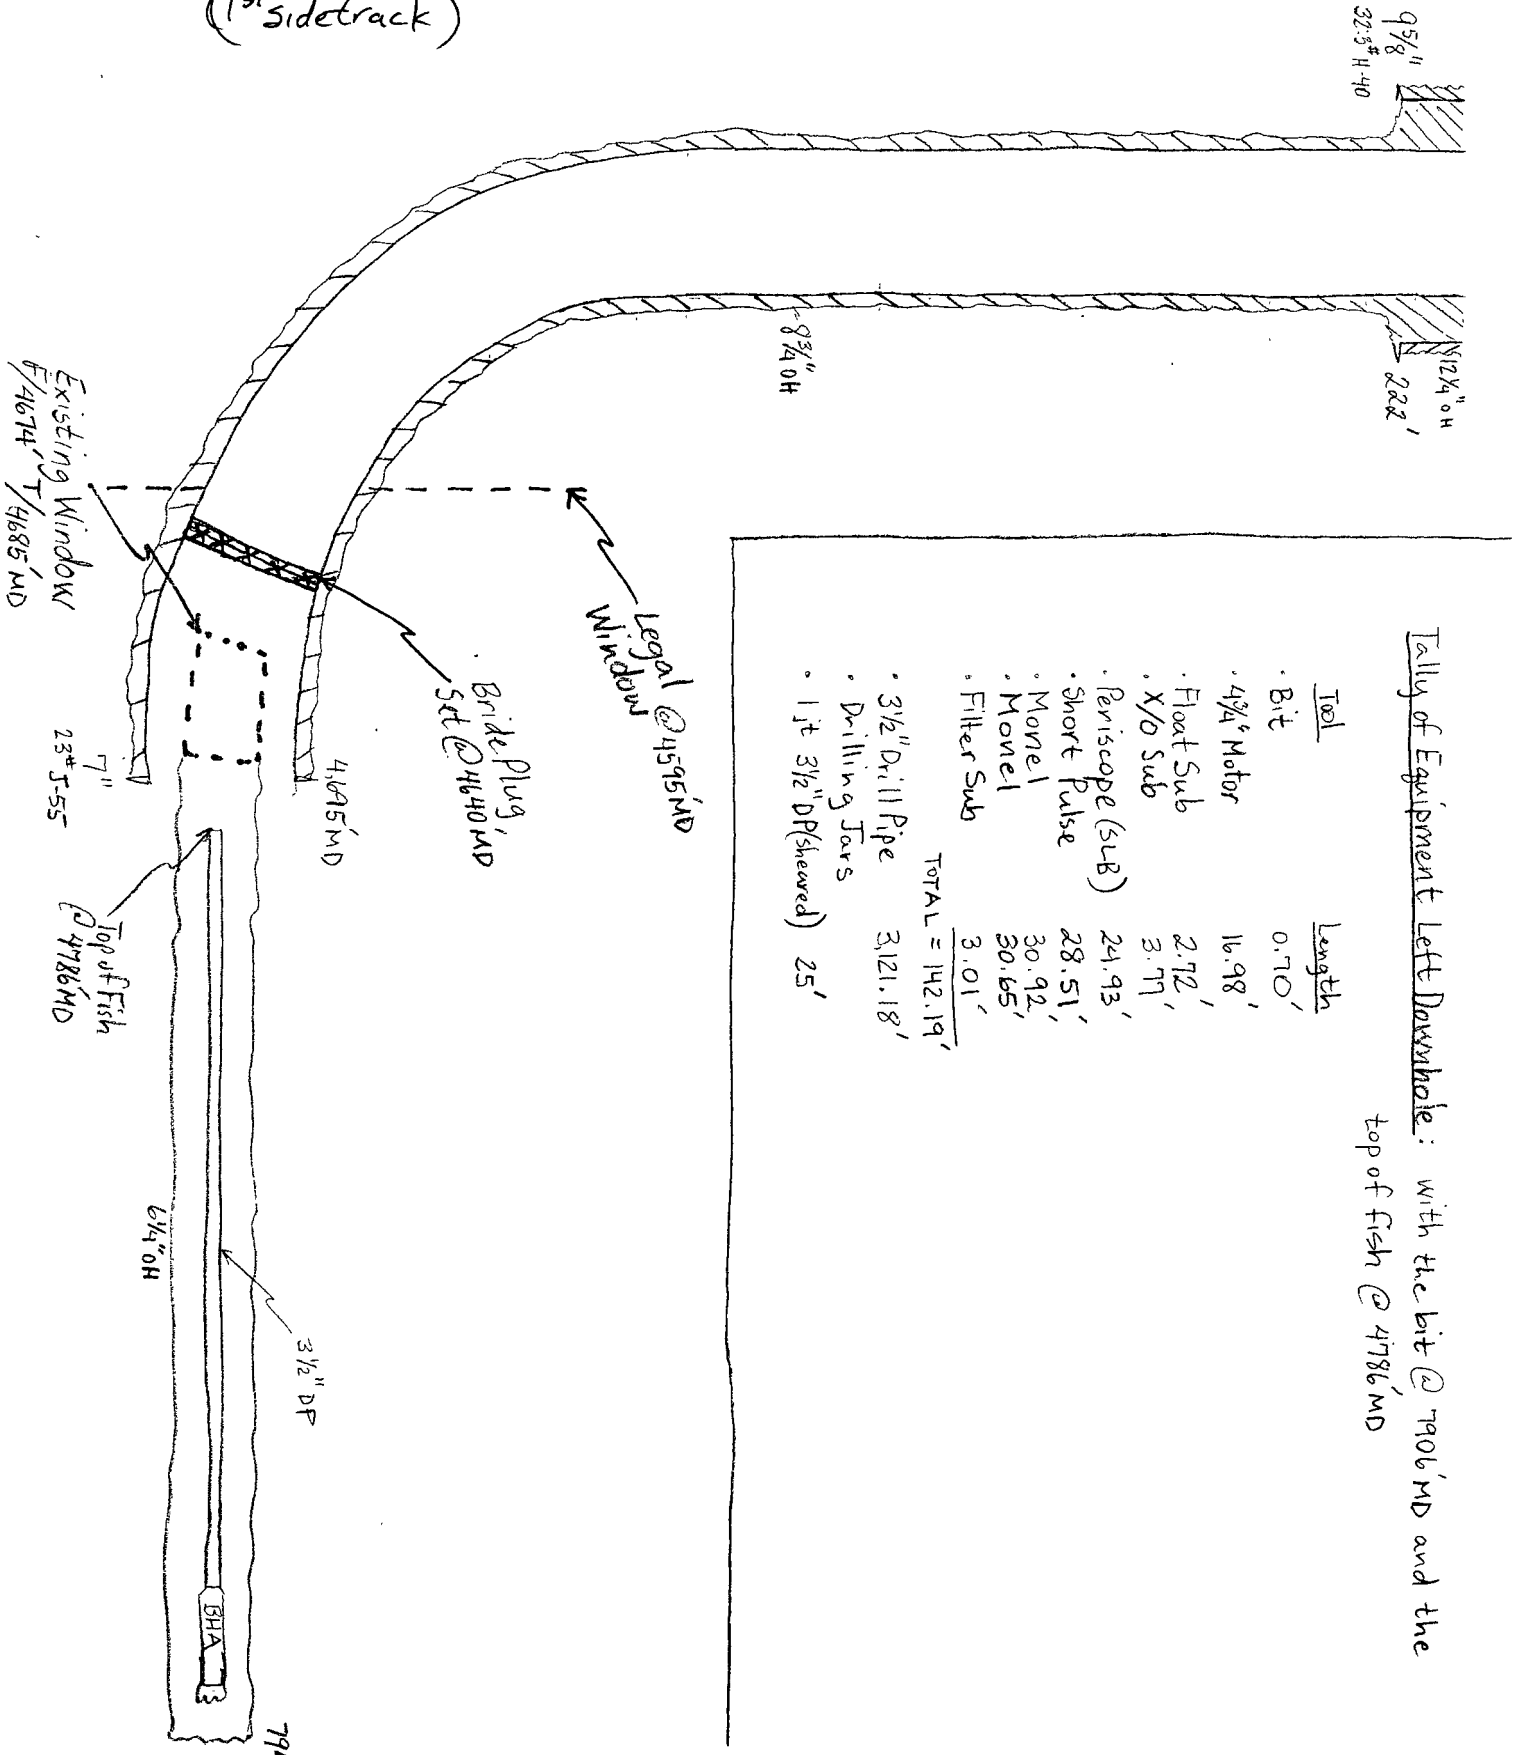 (1st sidetrack)
9 5/8"
32.3# H-40
12 1/4" OH
222'
8 3/4" OH
Tally of Equipment Left Downhole: with the bit @ 7906' MD and the
top of fish @ 4786' MD
Tool Length
· Bit 0.70'
· 4 3/4" Motor 16.98'
· Float Sub 2.72'
· X/O Sub 3.77'
· Periscope (SLB) 24.93'
· Short Pulse 28.51'
· Monel 30.92'
· Monel 30.65'
· Filter Sub 3.01'
TOTAL = 142.19'
· 3 1/2" Drill Pipe 3,121.18'
· Drilling Jars
· 1 jt 3 1/2" DP (sheared) 25'
Legal @ 4595' MD
Window
· Bride Plug
Set @ 4640' MD
Existing Window
F/4674' T/4685' MD
4,695' MD
7"
23# J-55
Top of Fish
@ 4786' MD
3 1/2" DP
6 1/4" OH
BHA